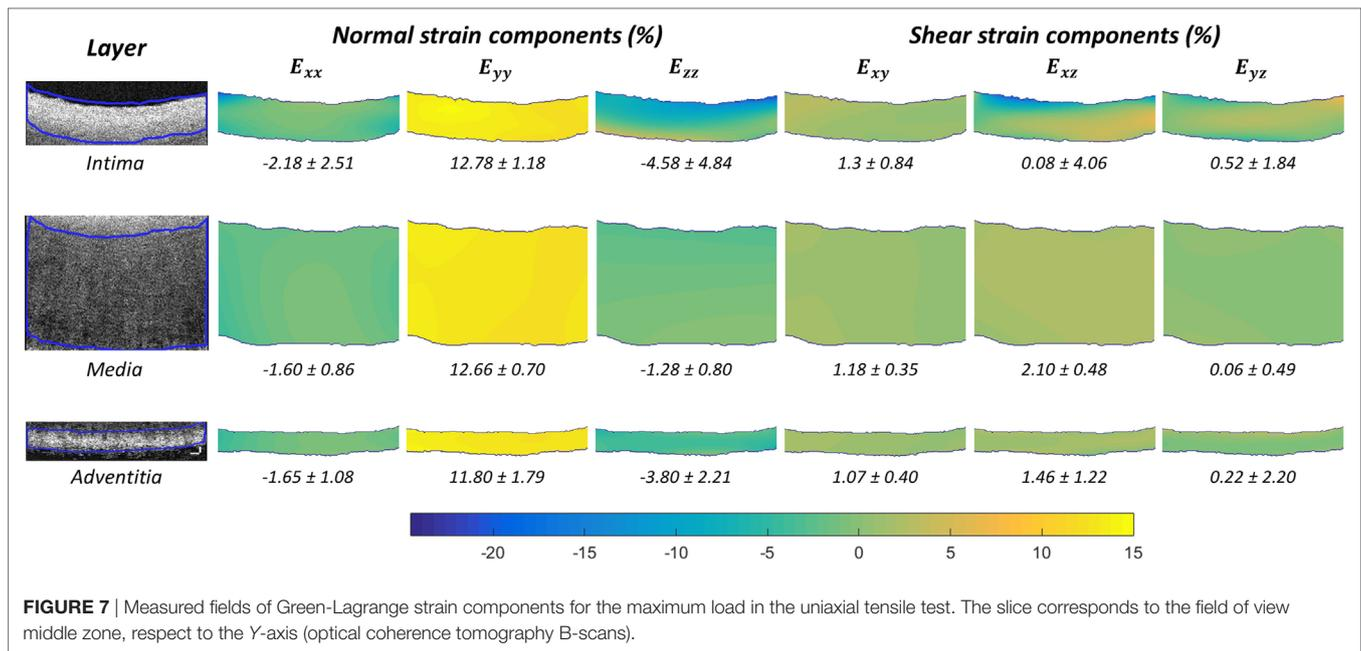 Layer
Normal strain components (%)
Shear strain components (%)
Exx
Eyy
Ezz
Exy
Exz
Eyz
Intima
-2.18 ± 2.51
12.78 ± 1.18
-4.58 ± 4.84
1.3 ± 0.84
0.08 ± 4.06
0.52 ± 1.84
Media
-1.60 ± 0.86
12.66 ± 0.70
-1.28 ± 0.80
1.18 ± 0.35
2.10 ± 0.48
0.06 ± 0.49
Adventitia
-1.65 ± 1.08
11.80 ± 1.79
-3.80 ± 2.21
1.07 ± 0.40
1.46 ± 1.22
0.22 ± 2.20
-20
-15
-10
-5
0
5
10
15
FIGURE 7 | Measured fields of Green-Lagrange strain components for the maximum load in the uniaxial tensile test. The slice corresponds to the field of view
middle zone, respect to the Y-axis (optical coherence tomography B-scans).